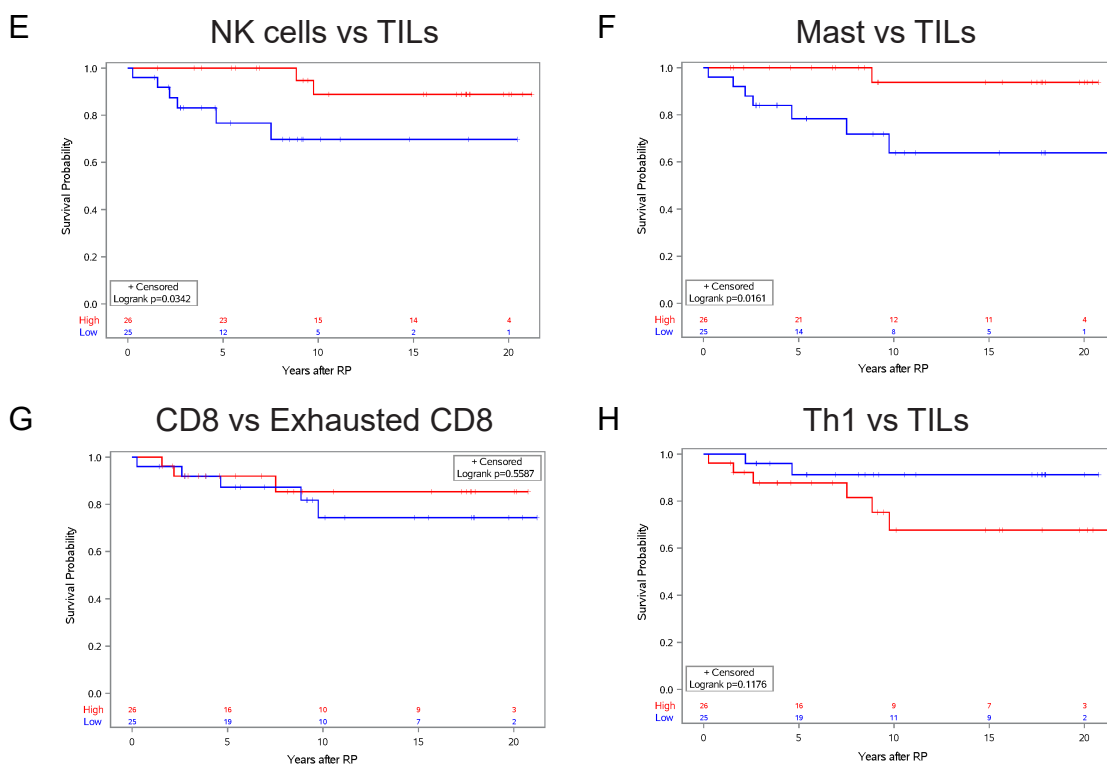 E
NK cells vs TILs
1.0
0.8
0.6
0.4
0.2
0.0
Survival Probability
+ Censored
Logrank p=0.0342
High 26 23 15 14 4
Low 25 12 5 2 1
0 5 10 15 20
Years after RP
F
Mast vs TILs
1.0
0.8
0.6
0.4
0.2
0.0
Survival Probability
+ Censored
Logrank p=0.0161
High 26 21 12 11 4
Low 25 14 8 5 1
0 5 10 15 20
Years after RP
G
CD8 vs Exhausted CD8
1.0
0.8
0.6
0.4
0.2
0.0
Survival Probability
+ Censored
Logrank p=0.5587
High 26 16 10 9 3
Low 25 19 10 7 2
0 5 10 15 20
Years after RP
H
Th1 vs TILs
1.0
0.8
0.6
0.4
0.2
0.0
Survival Probability
+ Censored
Logrank p=0.1176
High 26 16 9 7 3
Low 25 19 11 9 2
0 5 10 15 20
Years after RP